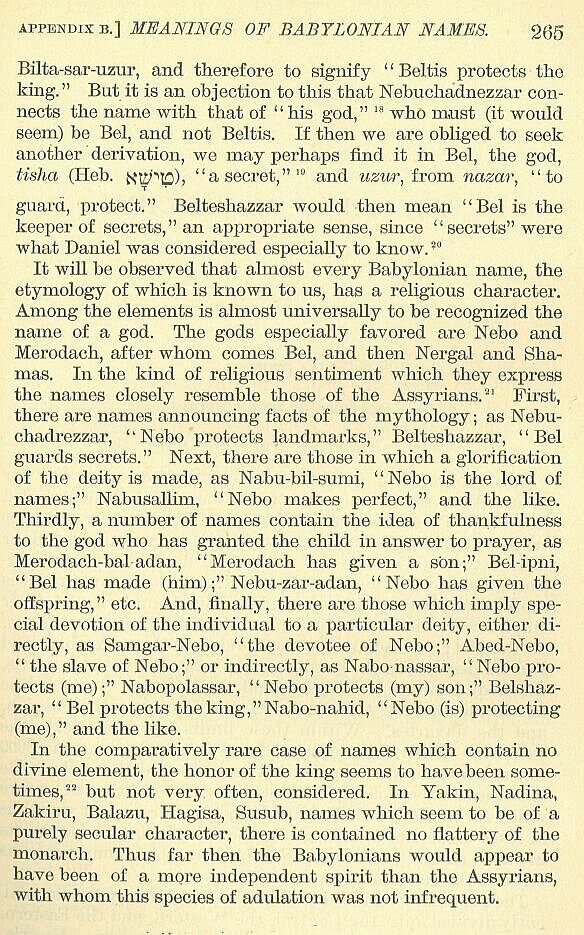 APPENDIX B.] MEANINGS OF BABYLONIAN NAMES. 265
Bilta-sar-uzur, and therefore to signify “Beltis protects the
king.” But it is an objection to this that Nebuchadnezzar con-
nects the name with that of “his god,” ¹⁸ who must (it would
seem) be Bel, and not Beltis. If then we are obliged to seek
another derivation, we may perhaps find it in Bel, the god,
tisha (Heb. מִישָׁא), “a secret,” ¹⁹ and uzur, from nazar, “to
guard, protect.” Belteshazzar would then mean “Bel is the
keeper of secrets,” an appropriate sense, since “secrets” were
what Daniel was considered especially to know.²⁰
It will be observed that almost every Babylonian name, the
etymology of which is known to us, has a religious character.
Among the elements is almost universally to be recognized the
name of a god. The gods especially favored are Nebo and
Merodach, after whom comes Bel, and then Nergal and Sha-
mas. In the kind of religious sentiment which they express
the names closely resemble those of the Assyrians.²¹ First,
there are names announcing facts of the mythology; as Nebu-
chadrezzar, “Nebo protects landmarks,” Belteshazzar, “Bel
guards secrets.” Next, there are those in which a glorification
of the deity is made, as Nabu-bil-sumi, “Nebo is the lord of
names;” Nabusallim, “Nebo makes perfect,” and the like.
Thirdly, a number of names contain the idea of thankfulness
to the god who has granted the child in answer to prayer, as
Merodach-bal-adan, “Merodach has given a son;” Bel-ipni,
“Bel has made (him);” Nebu-zar-adan, “Nebo has given the
offspring,” etc. And, finally, there are those which imply spe-
cial devotion of the individual to a particular deity, either di-
rectly, as Samgar-Nebo, “the devotee of Nebo;” Abed-Nebo,
“the slave of Nebo;” or indirectly, as Nabo-nassar, “Nebo pro-
tects (me);” Nabopolassar, “Nebo protects (my) son;” Belshaz-
zar, “Bel protects the king,” Nabo-nahid, “Nebo (is) protecting
(me),” and the like.
In the comparatively rare case of names which contain no
divine element, the honor of the king seems to have been some-
times,²² but not very often, considered. In Yakin, Nadina,
Zakiru, Balazu, Hagisa, Susub, names which seem to be of a
purely secular character, there is contained no flattery of the
monarch. Thus far then the Babylonians would appear to
have been of a more independent spirit than the Assyrians,
with whom this species of adulation was not infrequent.